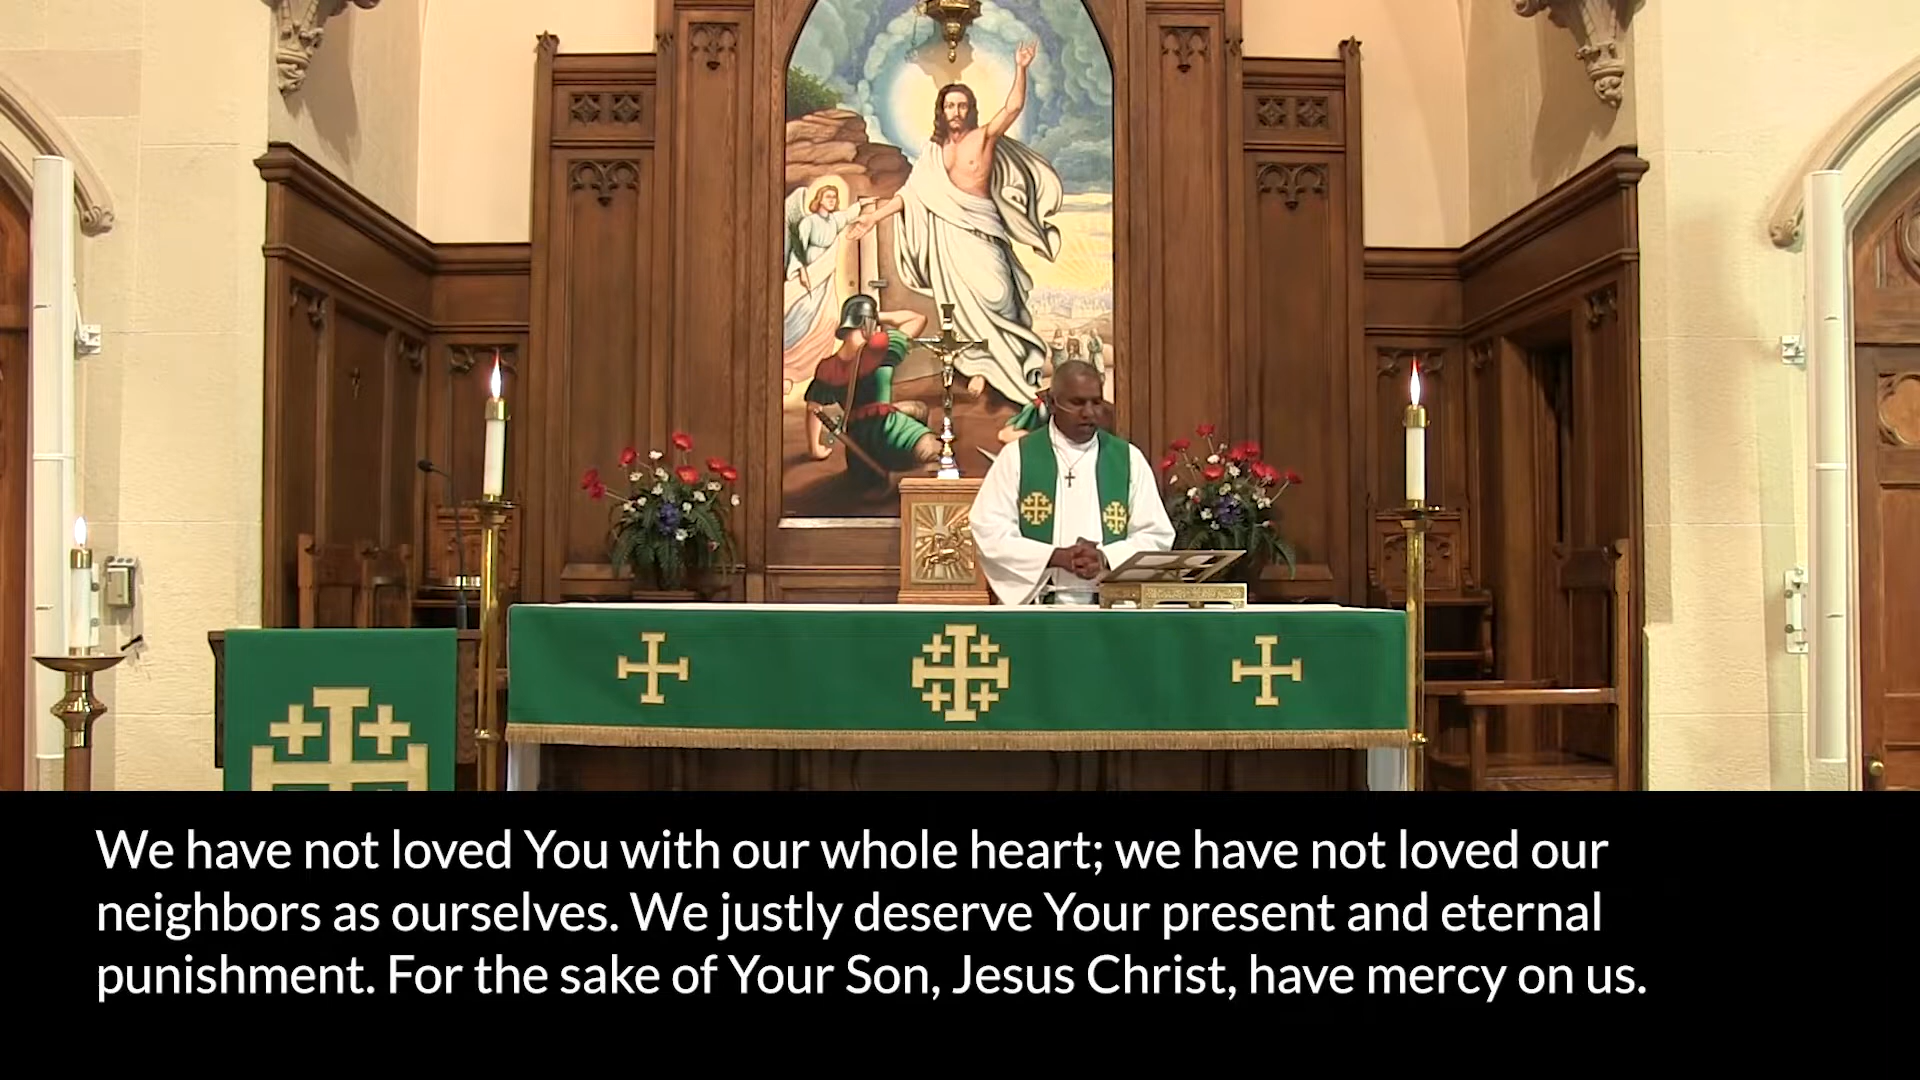 We have not loved You with our whole heart; we have not loved our
neighbors as ourselves. We justly deserve Your present and eternal
punishment. For the sake of Your Son, Jesus Christ, have mercy on us.